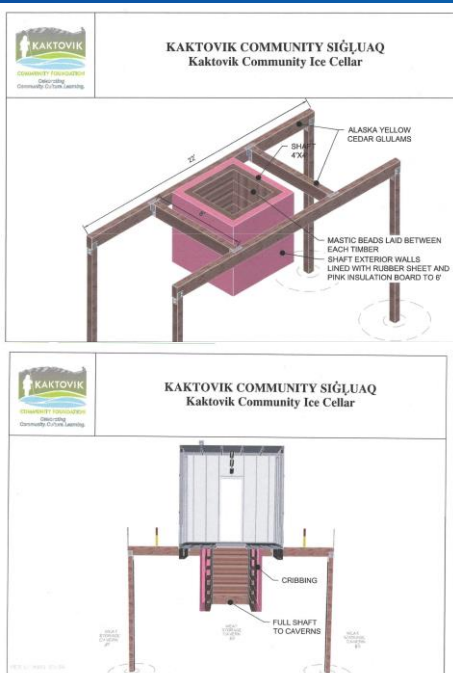 KAKTOVIK
COMMUNITY FOUNDATION
Celebrating
Community Culture Learning
KAKTOVIK COMMUNITY SIĠḶUAQ
Kaktovik Community Ice Cellar
22'
ALASKA YELLOW
CEDAR GLULAMS
SHAFT
4'X4'
6'
MASTIC BEADS LAID BETWEEN
EACH TIMBER
SHAFT EXTERIOR WALLS
LINED WITH RUBBER SHEET AND
PINK INSULATION BOARD TO 6'
KAKTOVIK
COMMUNITY FOUNDATION
Celebrating
Community Culture Learning
KAKTOVIK COMMUNITY SIĠḶUAQ
Kaktovik Community Ice Cellar
CRIBBING
FULL SHAFT
TO CAVERNS